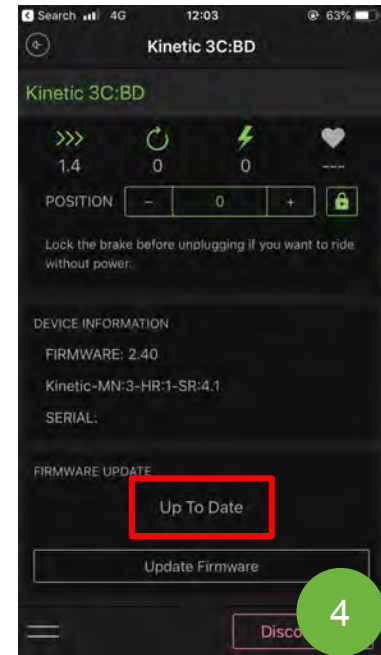 Search 4G 12:03 63%
Kinetic 3C:BD
Kinetic 3C:BD
>>>
1.4 0 0 ---
POSITION - 0 +
Lock the brake before unplugging if you want to ride
without power.
DEVICE INFORMATION
FIRMWARE: 2.40
Kinetic-MN:3-HR:1-SR:4.1
SERIAL:
FIRMWARE UPDATE
Up To Date
Update Firmware
4